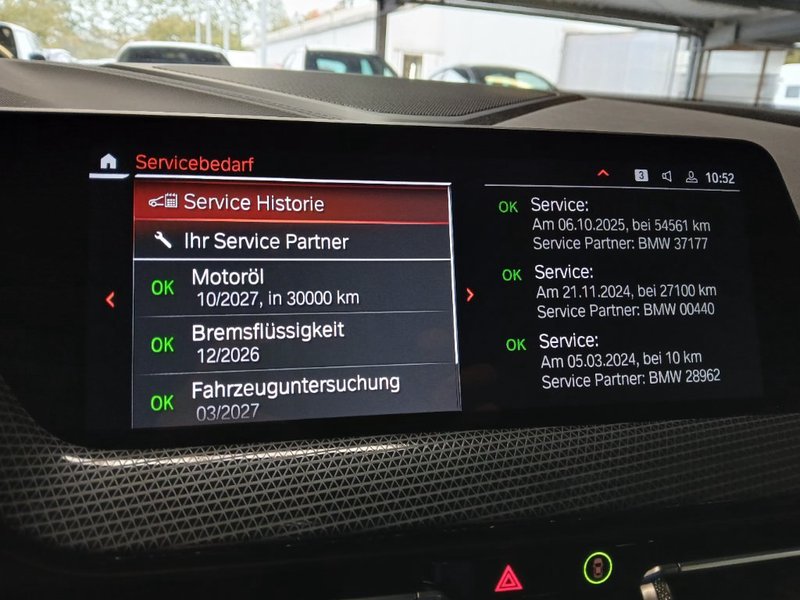 Servicebedarf
3 10:52
Service Historie
Ihr Service Partner
OK Motoröl
10/2027, in 30000 km
OK Bremsflüssigkeit
12/2026
OK Fahrzeuguntersuchung
03/2027
OK Service:
Am 06.10.2025, bei 54561 km
Service Partner: BMW 37177
OK Service:
Am 21.11.2024, bei 27100 km
Service Partner: BMW 00440
OK Service:
Am 05.03.2024, bei 10 km
Service Partner: BMW 28962